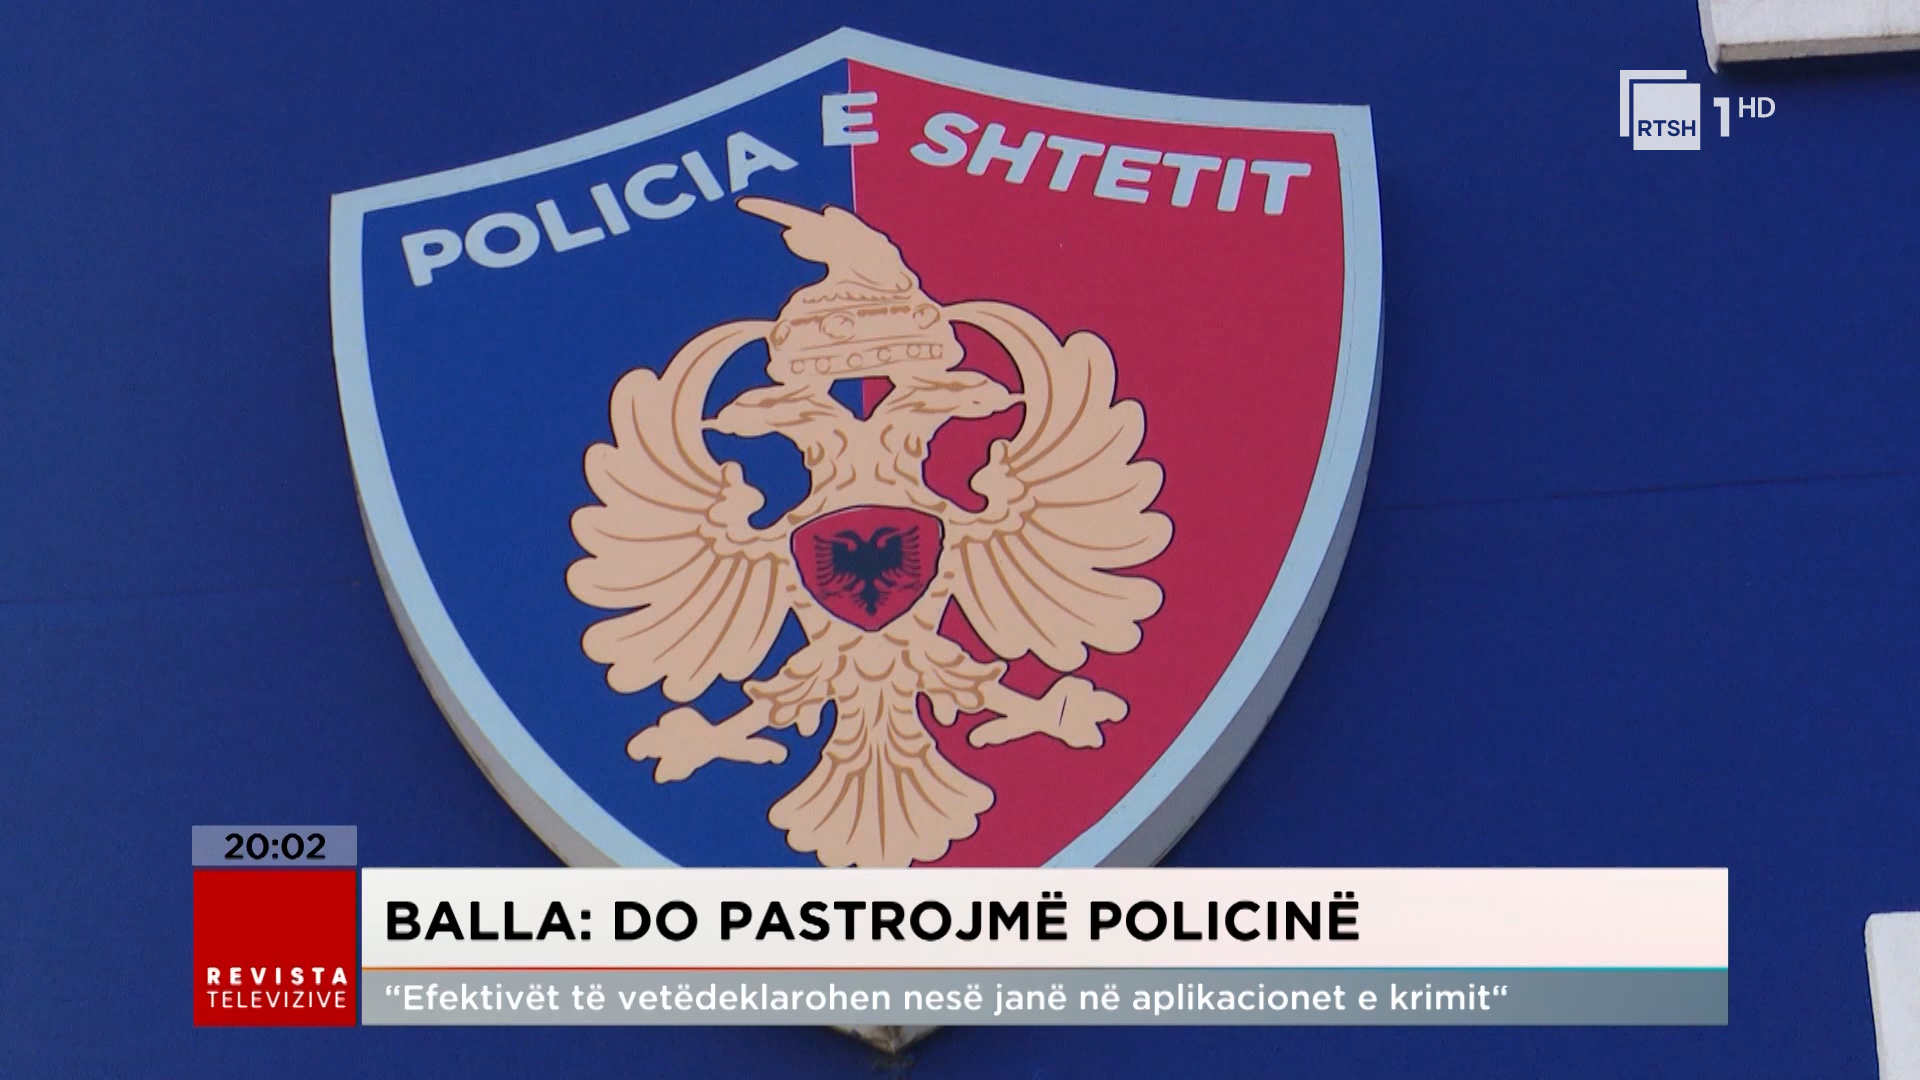 POLICIA E SHTETIT
RTSH 1 HD
20:02
BALLA: DO PASTROJMË POLICINË
REVISTA
TELEVIZIVE
“Efektivët të vetëdeklarohen nesë janë në aplikacionet e krimit“